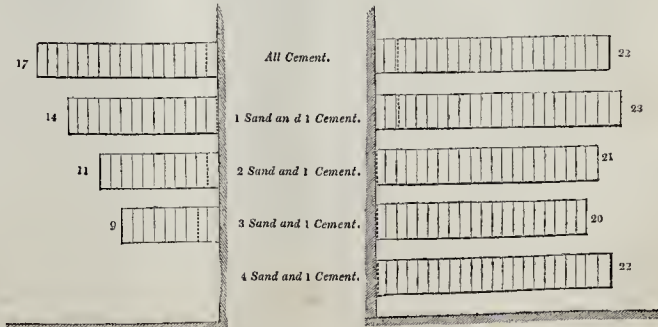 17 All Cement. 22
14 1 Sand and 1 Cement. 23
11 2 Sand and 1 Cement. 21
9 3 Sand and 1 Cement. 20
4 Sand and 1 Cement. 22